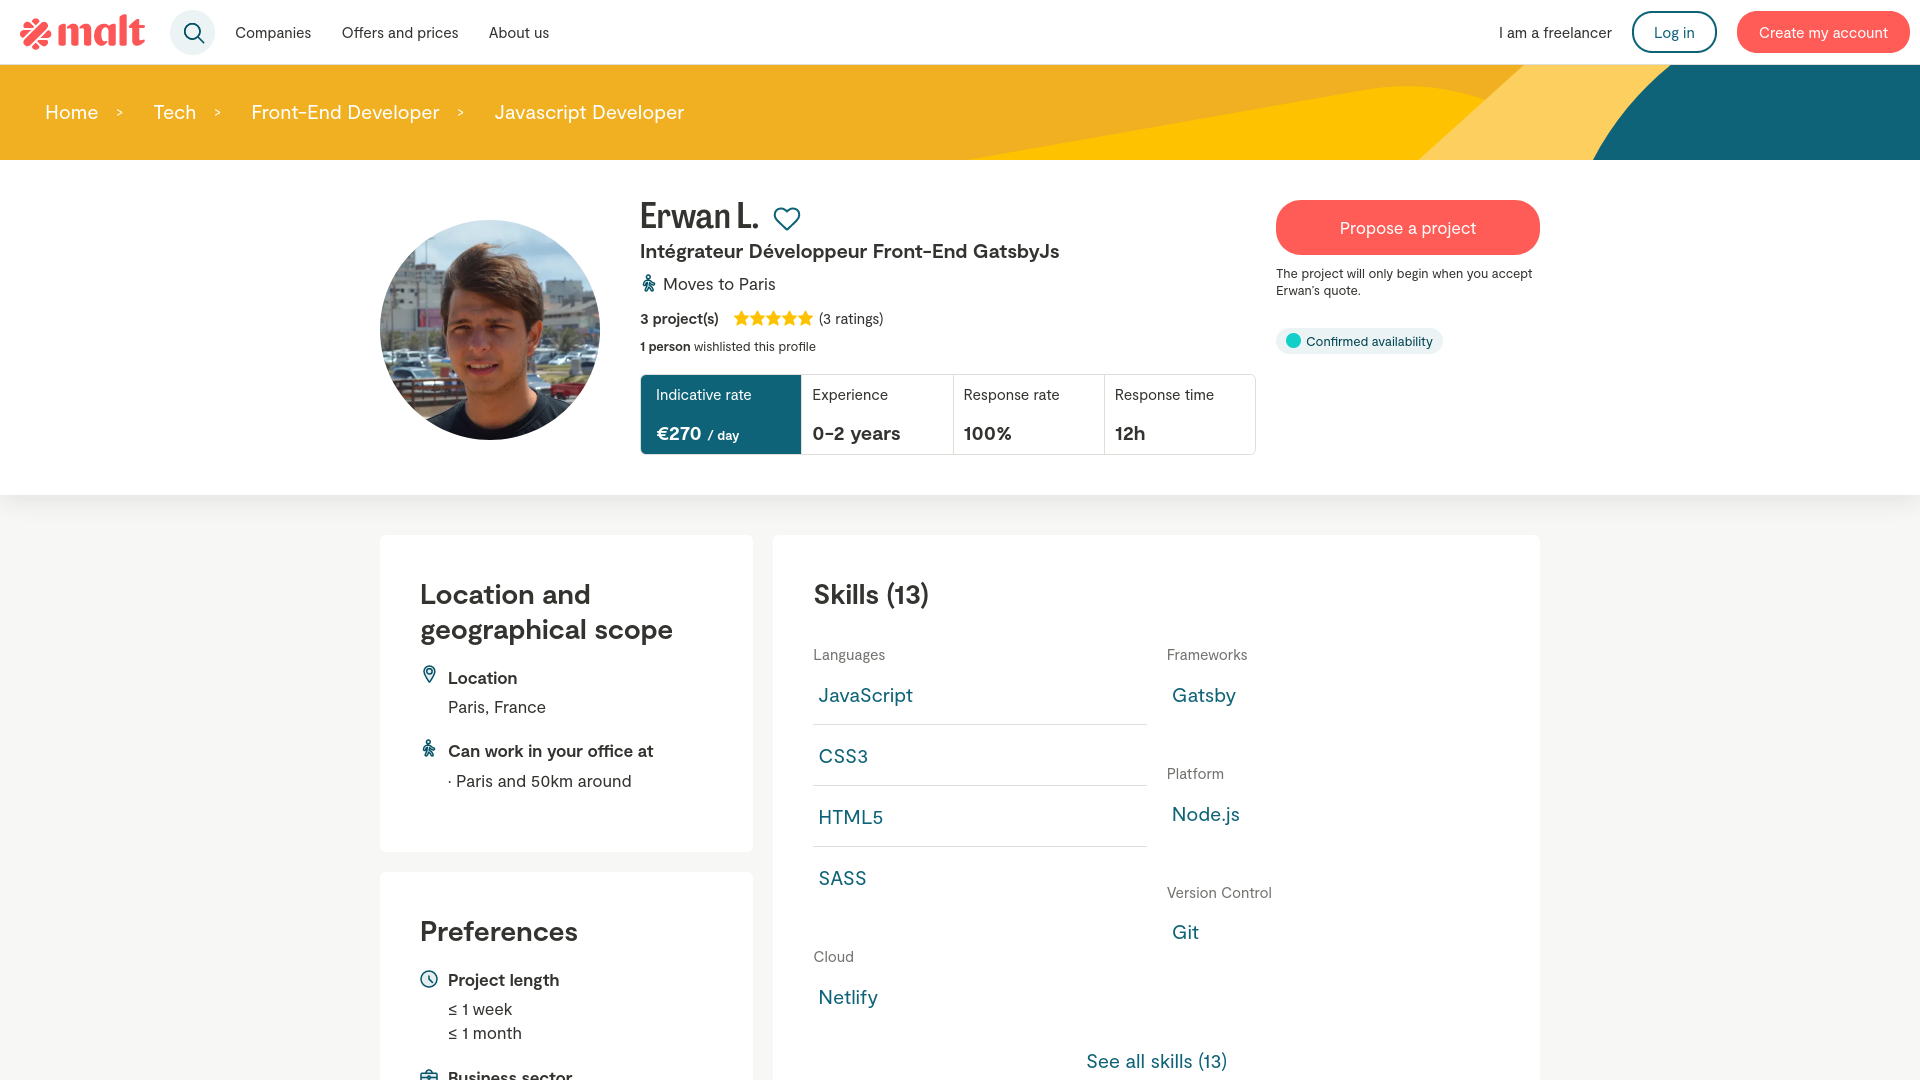 malt
Companies
Offers and prices
About us
I am a freelancer
Log in
Create my account
Home > Tech > Front-End Developer > Javascript Developer
Erwan L.
Intégrateur Développeur Front-End GatsbyJs
Moves to Paris
3 project(s) (3 ratings)
1 person wishlisted this profile
Indicative rate
€270 / day
Experience
0-2 years
Response rate
100%
Response time
12h
Propose a project
The project will only begin when you accept
Erwan's quote.
Confirmed availability
Location and
geographical scope
Location
Paris, France
Can work in your office at
· Paris and 50km around
Preferences
Project length
≤ 1 week
≤ 1 month
Business sector
Skills (13)
Languages
JavaScript
CSS3
HTML5
SASS
Cloud
Netlify
Frameworks
Gatsby
Platform
Node.js
Version Control
Git
See all skills (13)